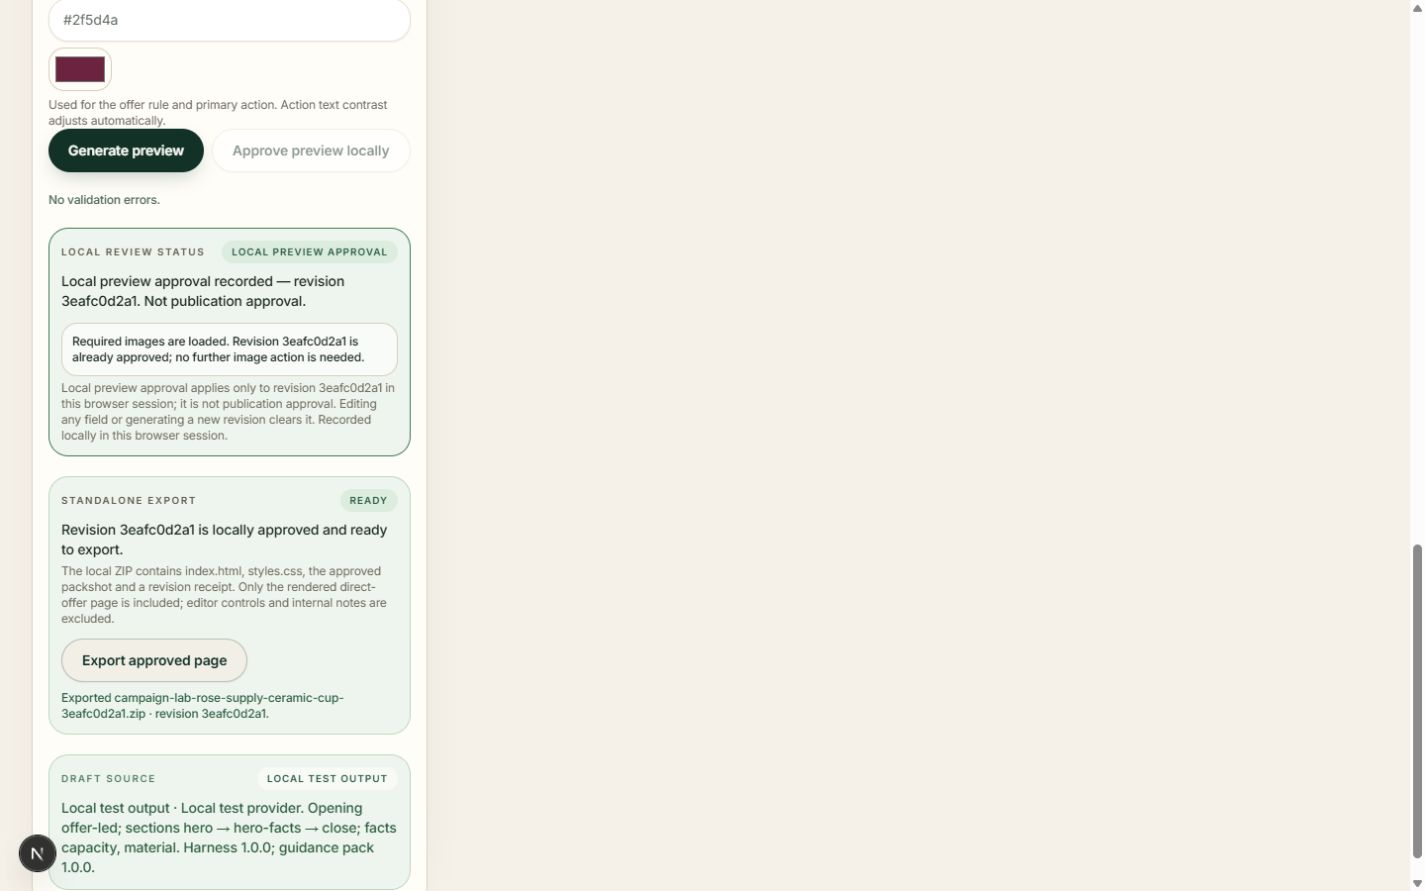 #2f5d4a
Used for the offer rule and primary action. Action text contrast
adjusts automatically.
Generate preview
Approve preview locally
No validation errors.
LOCAL REVIEW STATUS
LOCAL PREVIEW APPROVAL
Local preview approval recorded — revision
3eafc0d2a1. Not publication approval.
Required images are loaded. Revision 3eafc0d2a1 is
already approved; no further image action is needed.
Local preview approval applies only to revision 3eafc0d2a1 in
this browser session; it is not publication approval. Editing
any field or generating a new revision clears it. Recorded
locally in this browser session.
STANDALONE EXPORT
READY
Revision 3eafc0d2a1 is locally approved and ready
to export.
The local ZIP contains index.html, styles.css, the approved
packshot and a revision receipt. Only the rendered direct-
offer page is included; editor controls and internal notes are
excluded.
Export approved page
Exported campaign-lab-rose-supply-ceramic-cup-
3eafc0d2a1.zip · revision 3eafc0d2a1.
DRAFT SOURCE
LOCAL TEST OUTPUT
Local test output · Local test provider. Opening
offer-led; sections hero → hero-facts → close; facts
capacity, material. Harness 1.0.0; guidance pack
1.0.0.
N